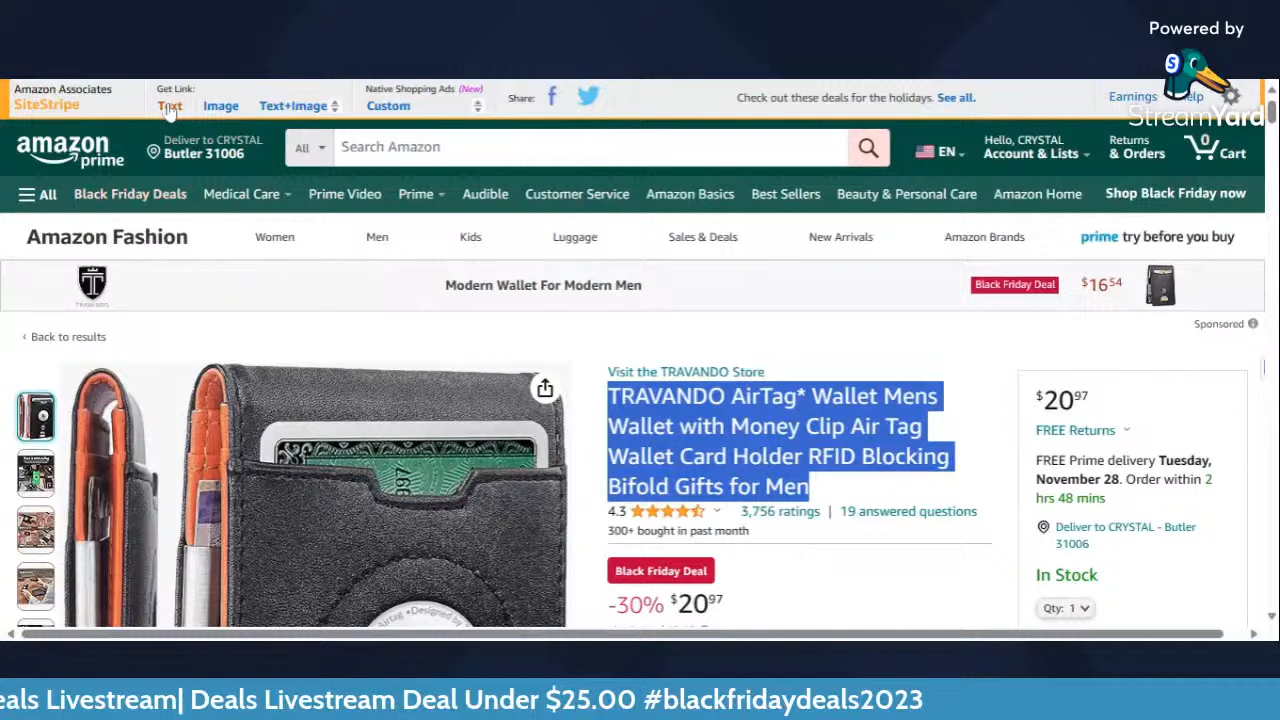 Powered by
StreamYard
Amazon Associates
SiteStripe
Get Link:
Text
Image
Text+Image
Native Shopping Ads (New)
Custom
Share:
Check out these deals for the holidays. See all.
Earnings
amazon
prime
Deliver to CRYSTAL
Butler 31006
All
Search Amazon
EN
Hello, CRYSTAL
Account & Lists
Returns
& Orders
0
Cart
All
Black Friday Deals
Medical Care
Prime Video
Prime
Audible
Customer Service
Amazon Basics
Best Sellers
Beauty & Personal Care
Amazon Home
Shop Black Friday now
Amazon Fashion
Women
Men
Kids
Luggage
Sales & Deals
New Arrivals
Amazon Brands
prime try before you buy
Modern Wallet For Modern Men
Black Friday Deal
$1654
Sponsored
‹ Back to results
Visit the TRAVANDO Store
TRAVANDO AirTag* Wallet Mens
Wallet with Money Clip Air Tag
Wallet Card Holder RFID Blocking
Bifold Gifts for Men
4.3
3,756 ratings | 19 answered questions
300+ bought in past month
Black Friday Deal
-30% $2097
$2097
FREE Returns
FREE Prime delivery Tuesday,
November 28. Order within 2
hrs 48 mins
Deliver to CRYSTAL - Butler
31006
In Stock
Qty: 1
eals Livestream| Deals Livestream Deal Under $25.00 #blackfridaydeals2023